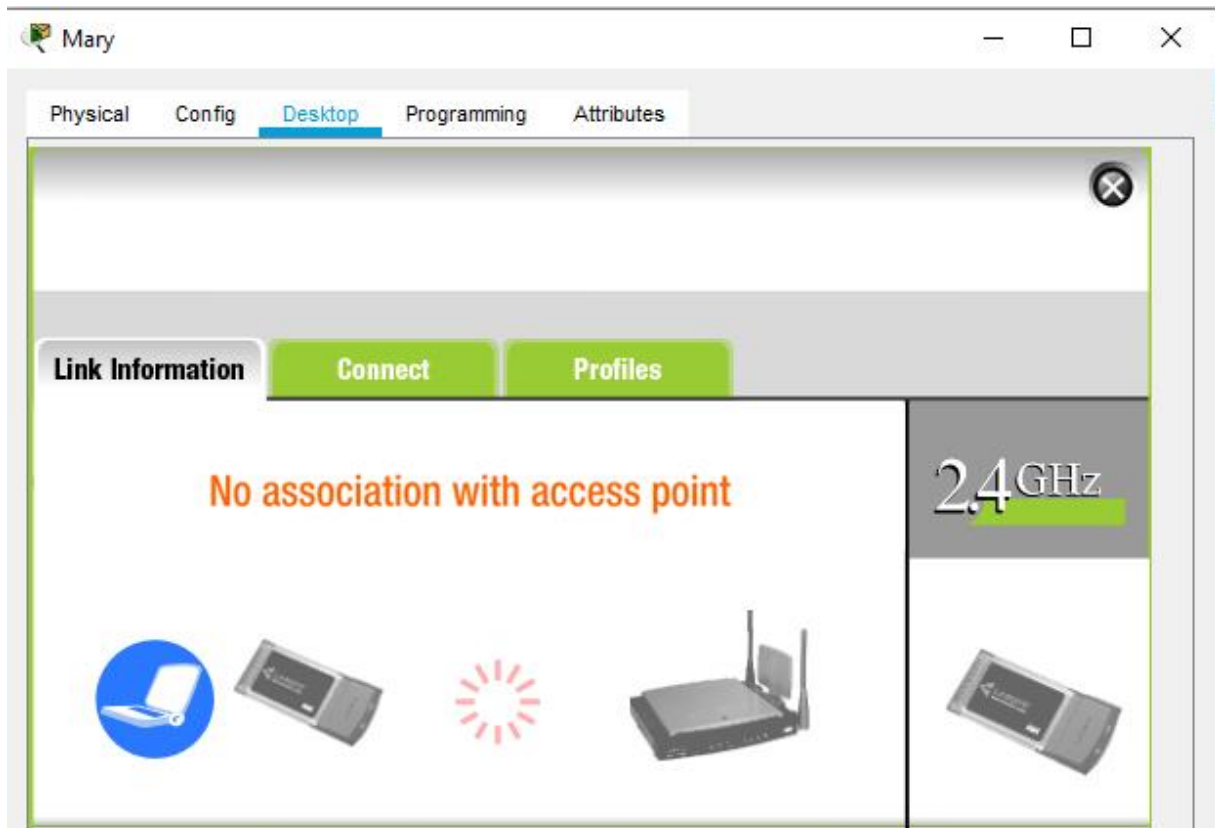 Mary
Physical Config Desktop Programming Attributes
Link Information Connect Profiles
No association with access point
2.4GHz